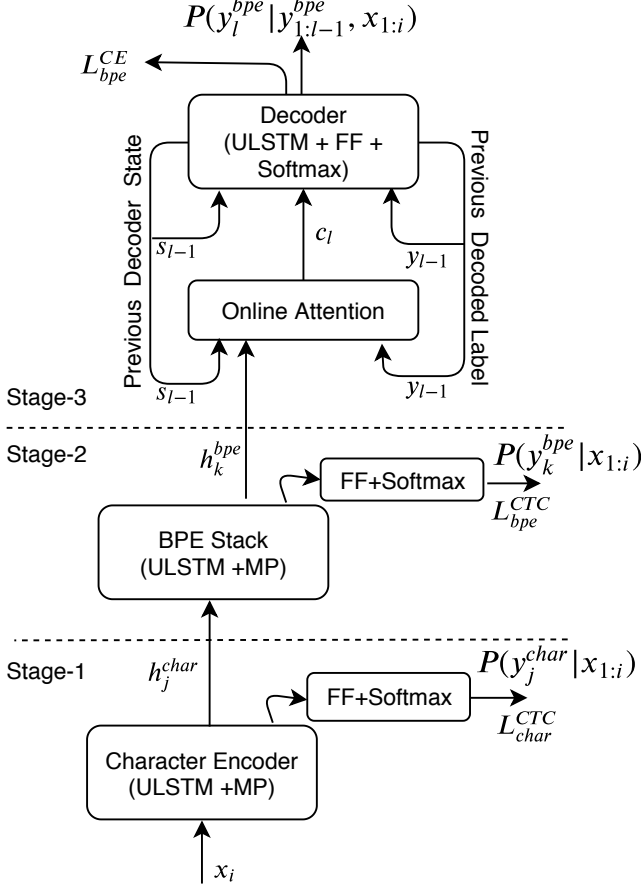 P(y_l^{bpe} | y_{1:l-1}^{bpe}, x_{1:i})
L_{bpe}^{CE}
Decoder
(ULSTM + FF +
Softmax)
Previous Decoder State
Previous Decoded Label
s_{l-1}
c_l
y_{l-1}
Online Attention
s_{l-1}
y_{l-1}
Stage-3
Stage-2
h_k^{bpe}
P(y_k^{bpe} | x_{1:i})
FF+Softmax
L_{bpe}^{CTC}
BPE Stack
(ULSTM +MP)
Stage-1
h_j^{char}
P(y_j^{char} | x_{1:i})
FF+Softmax
L_{char}^{CTC}
Character Encoder
(ULSTM +MP)
x_i